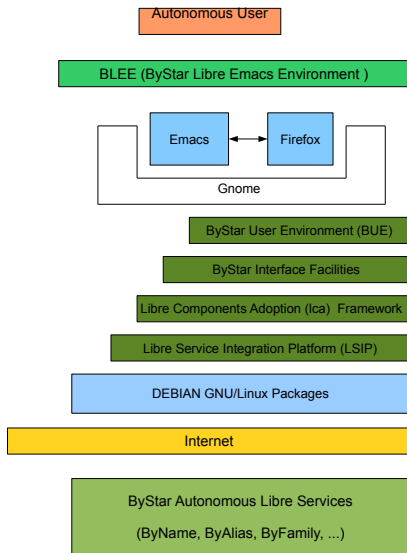 Autonomous User
BLEE (ByStar Libre Emacs Environment )
Emacs
Firefox
Gnome
ByStar User Environment (BUE)
ByStar Interface Facilities
Libre Components Adoption (lca) Framework
Libre Service Integration Platform (LSIP)
DEBIAN GNU/Linux Packages
Internet
ByStar Autonomous Libre Services
(ByName, ByAlias, ByFamily, ...)